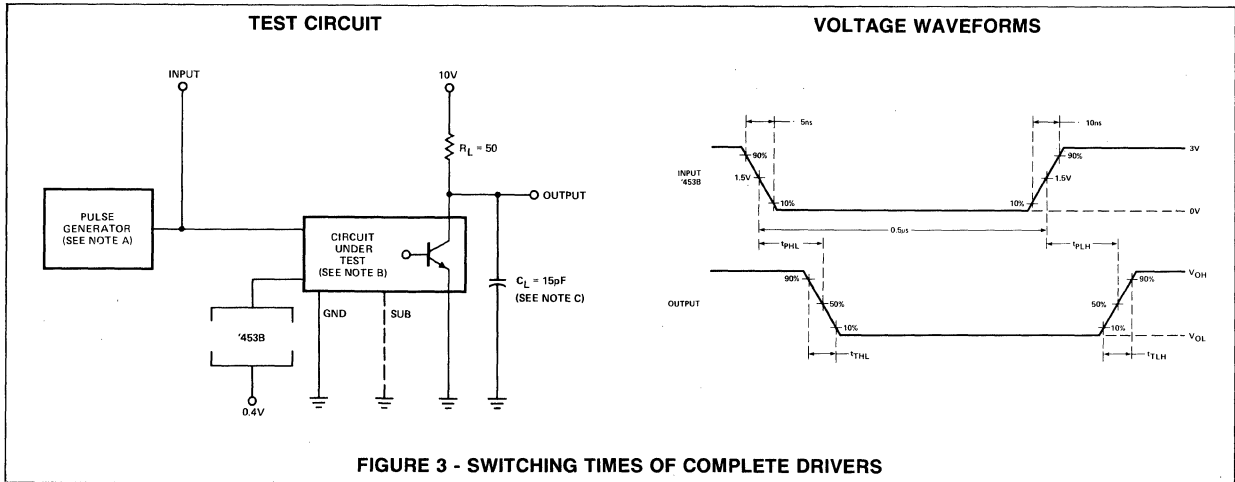 TEST CIRCUIT
INPUT
10V
R_L = 50
OUTPUT
PULSE
GENERATOR
(SEE NOTE A)
CIRCUIT
UNDER
TEST
(SEE NOTE B)
C_L = 15pF
(SEE NOTE C)
'453B
GND
SUB
0.4V
VOLTAGE WAVEFORMS
5ns
10ns
90%
90%
3V
INPUT
'453B
1.5V
1.5V
10%
10%
0V
0.5µs
t_PHL
t_PLH
90%
90%
V_OH
OUTPUT
50%
50%
10%
10%
V_OL
t_THL
t_TLH
FIGURE 3 - SWITCHING TIMES OF COMPLETE DRIVERS